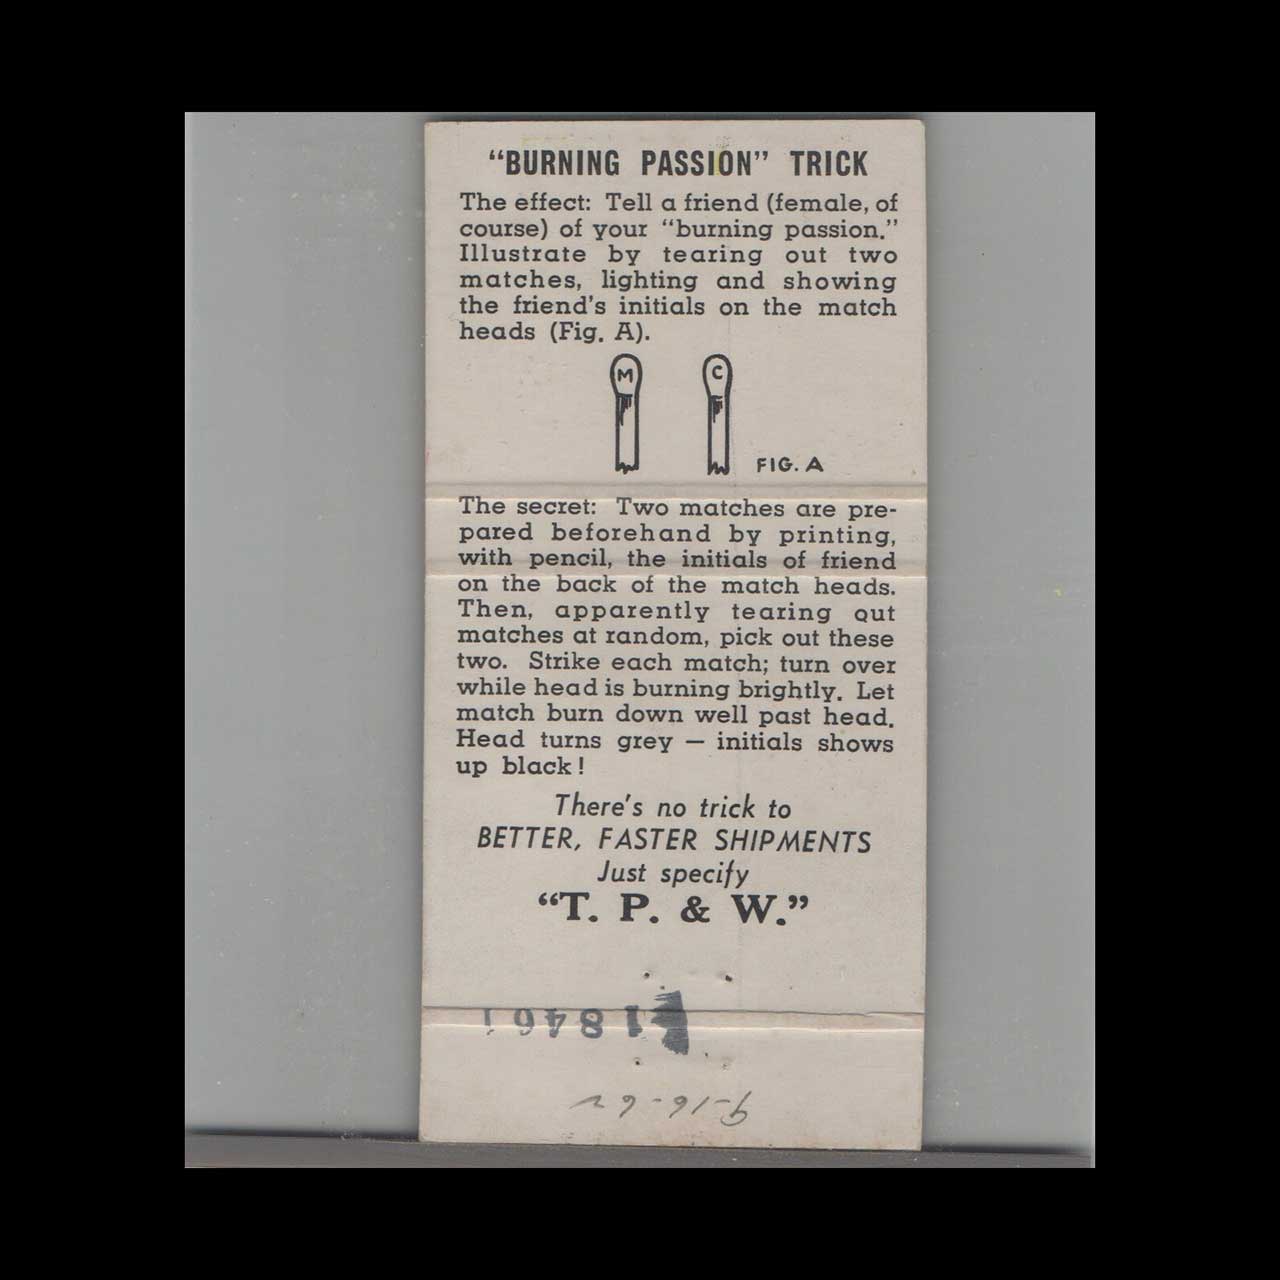 “BURNING PASSION” TRICK
The effect: Tell a friend (female, of
course) of your “burning passion.”
Illustrate by tearing out two
matches, lighting and showing
the friend's initials on the match
heads (Fig. A).
M C
FIG. A
The secret: Two matches are pre-
pared beforehand by printing,
with pencil, the initials of friend
on the back of the match heads.
Then, apparently tearing out
matches at random, pick out these
two. Strike each match; turn over
while head is burning brightly. Let
match burn down well past head.
Head turns grey — initials shows
up black!
There's no trick to
BETTER, FASTER SHIPMENTS
Just specify
“T. P. & W.”
9-16-62